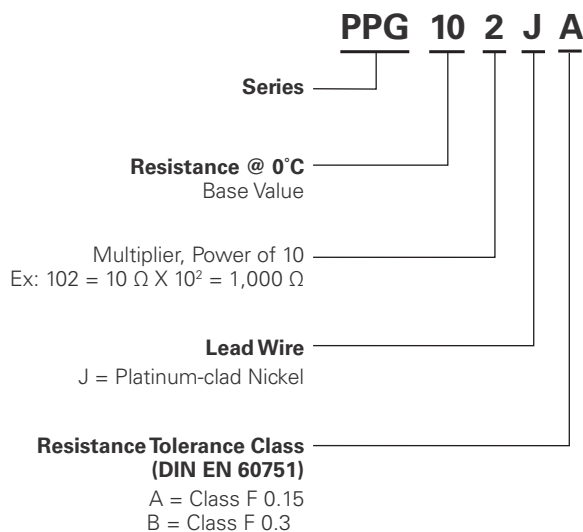 PPG 10 2 J A
Series
Resistance @ 0˚C
Base Value
Multiplier, Power of 10
Ex: 102 = 10 Ω X 10² = 1,000 Ω
Lead Wire
J = Platinum-clad Nickel
Resistance Tolerance Class
(DIN EN 60751)
A = Class F 0.15
B = Class F 0.3